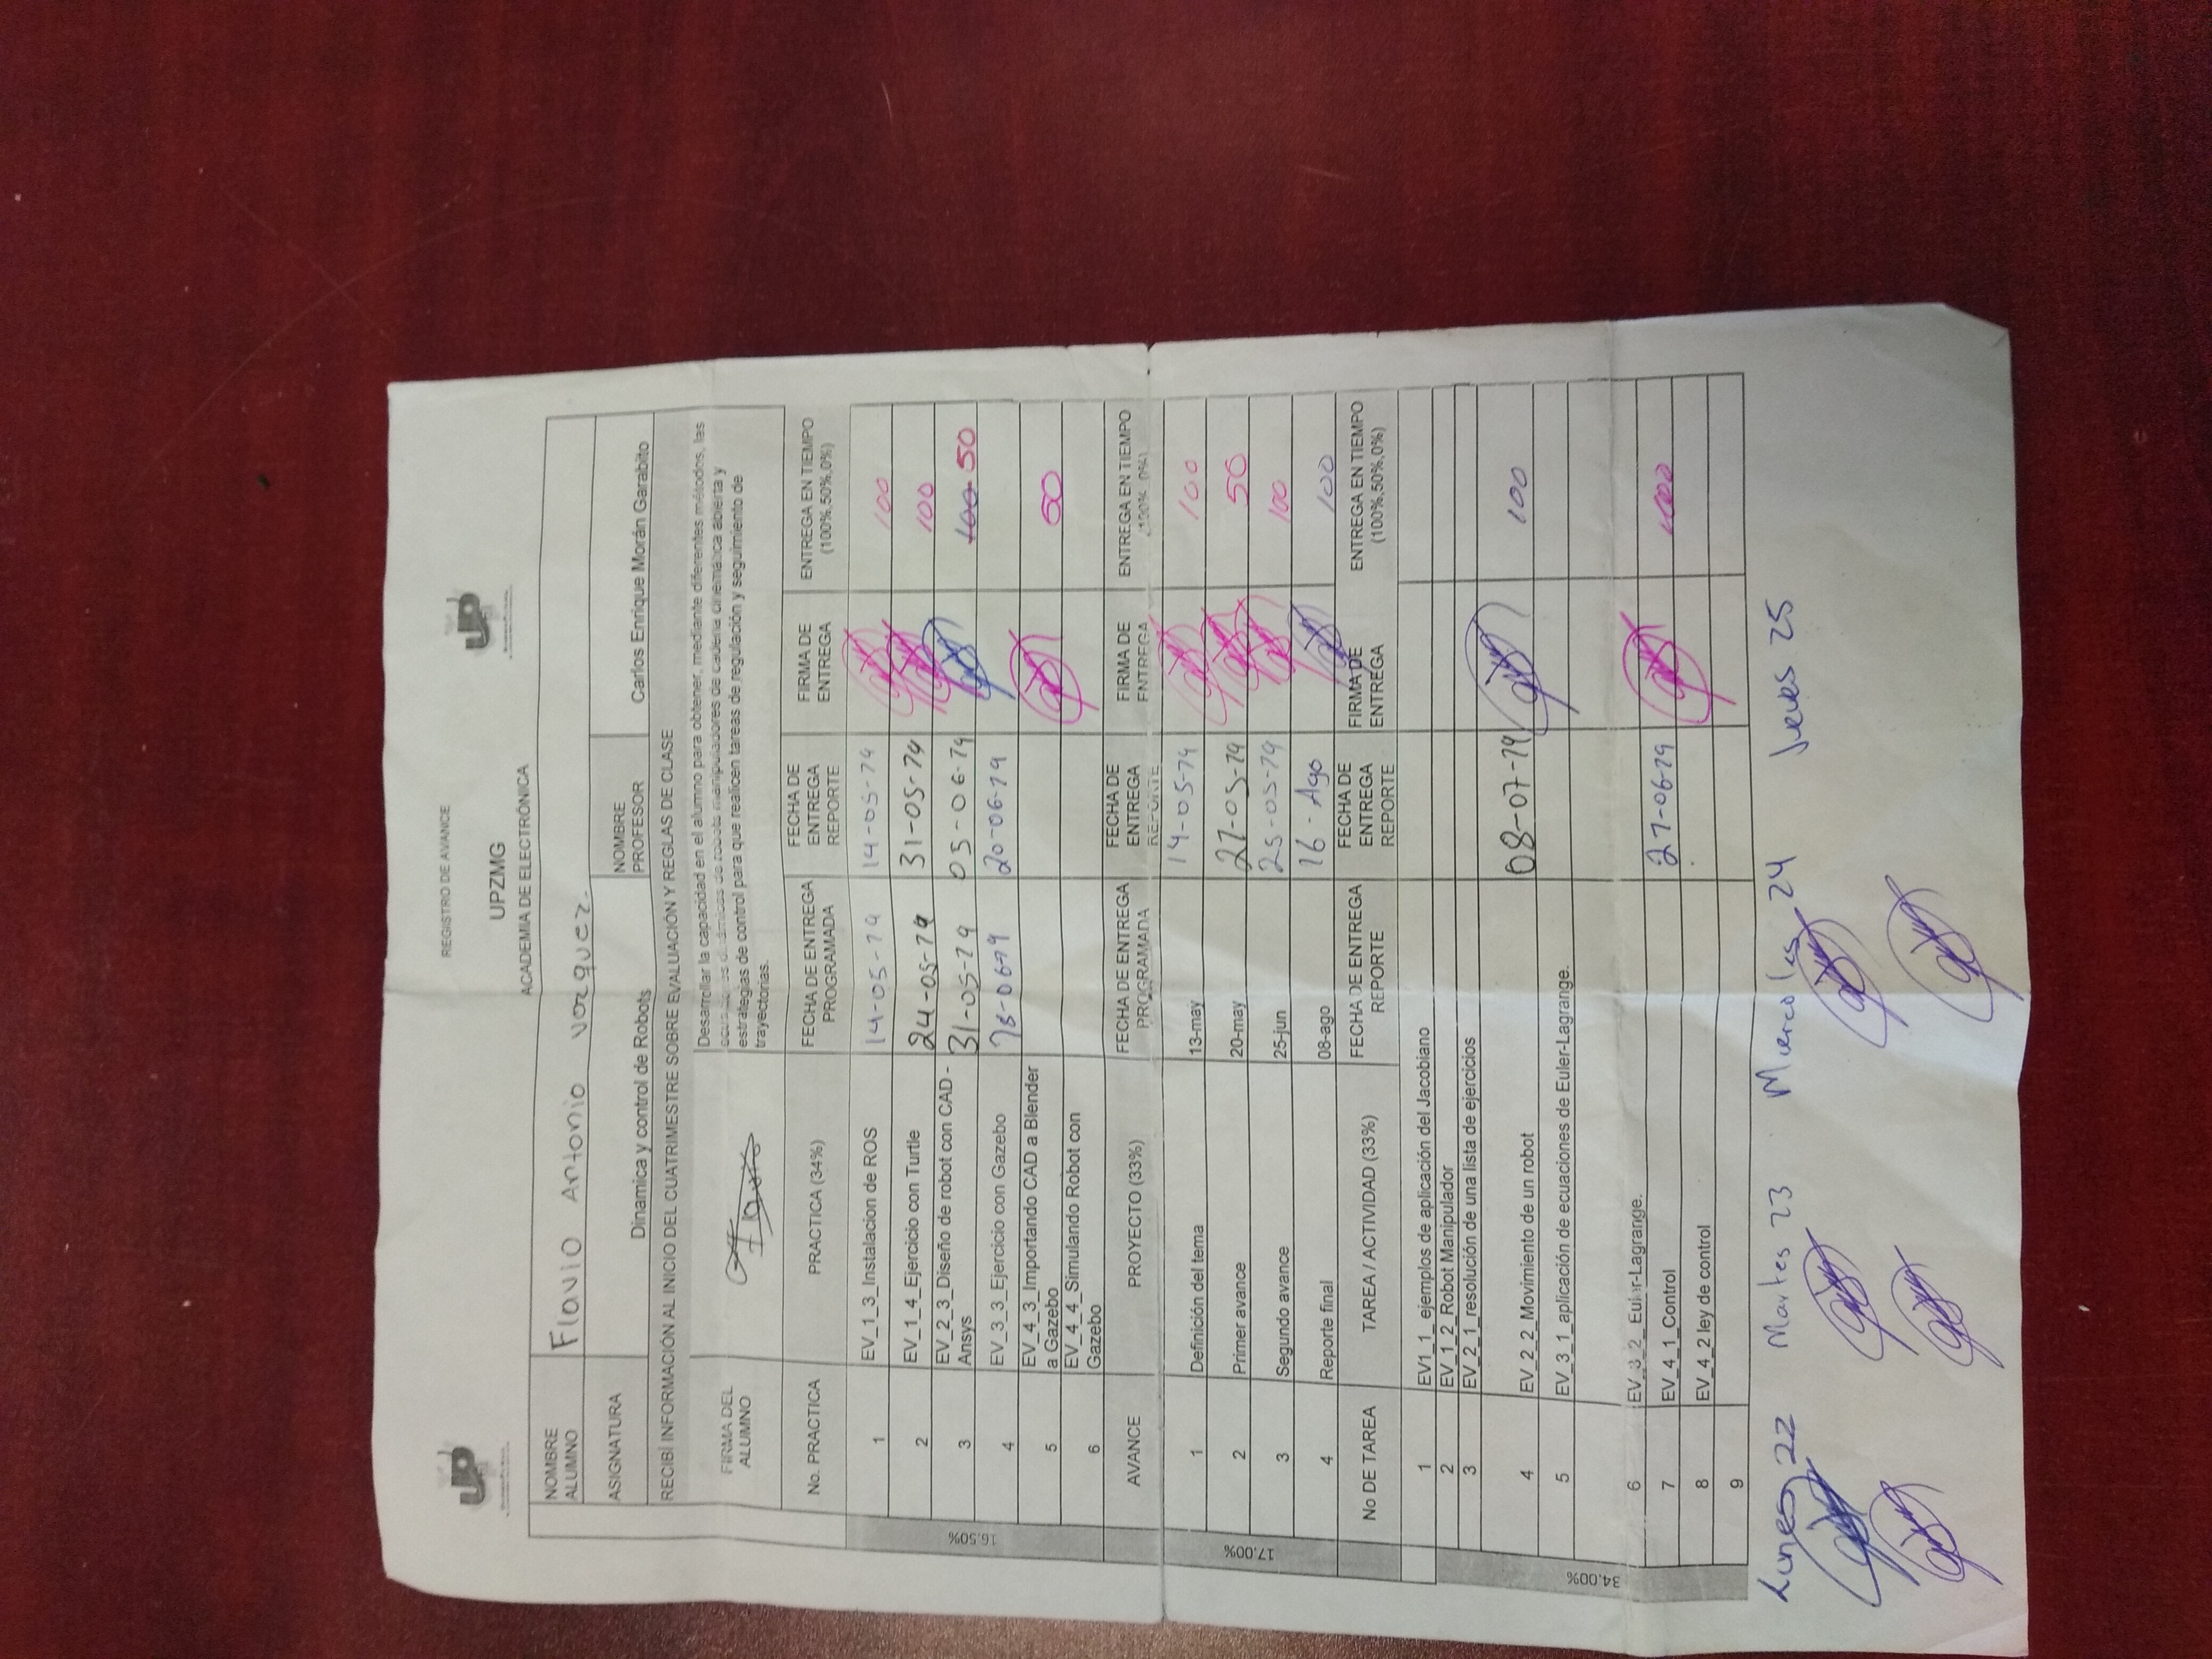 REGISTRO DE AVANCE
UP
UP
UPZMG
ACADEMIA DE ELECTRÓNICA
NOMBRE ALUMNO Flavio Antonio vazquez.
ASIGNATURA Dinamica y control de Robots NOMBRE PROFESOR Carlos Enrique Morán Garabito
RECIBÍ INFORMACIÓN AL INICIO DEL CUATRIMESTRE SOBRE EVALUACIÓN Y REGLAS DE CLASE
FIRMA DEL ALUMNO Flavio
Desarrollar la capacidad en el alumno para obtener, mediante diferentes métodos, las
ecuaciones dinámicas de robots manipuladores de cadena cinemática abierta y
estrategias de control para que realicen tareas de regulación y seguimiento de
trayectorias.
No. PRACTICA PRACTICA (34%) FECHA DE ENTREGA PROGRAMADA FECHA DE ENTREGA REPORTE FIRMA DE ENTREGA ENTREGA EN TIEMPO (100%,50%,0%)
16.50%
1 EV_1_3_Instalacion de ROS 14-05-19 14-05-19 100
2 EV_1_4_Ejercicio con Turtle 24-05-19 31-05-19 100
3 EV_2_3_Diseño de robot con CAD - Ansys 31-05-19 05-06-19 100 50
4 EV_3_3_Ejercicio con Gazebo 18-06-19 20-06-19
5 EV_4_3_Importando CAD a Blender a Gazebo 50
6 EV_4_4_Simulando Robot con Gazebo
AVANCE PROYECTO (33%) FECHA DE ENTREGA PROGRAMADA FECHA DE ENTREGA REPORTE FIRMA DE ENTREGA ENTREGA EN TIEMPO (100% ,0%)
17.00%
1 Definición del tema 13-may 14-05-19 100
2 Primer avance 20-may 27-05-19 50
3 Segundo avance 25-jun 25-05-19 100
4 Reporte final 08-ago 16 - Ago 100
No DE TAREA TAREA / ACTIVIDAD (33%) FECHA DE ENTREGA REPORTE FECHA DE ENTREGA REPORTE FIRMA DE ENTREGA ENTREGA EN TIEMPO (100%,50%,0%)
34.00%
1 EV1_1_ ejemplos de aplicación del Jacobiano
2 EV_1_2_Robot Manipulador
3 EV_2_1_resolución de una lista de ejercicios
4 EV_2_2_Movimiento de un robot 08-07-19 100
5 EV_3_1_aplicación de ecuaciones de Euler-Lagrange.
6 EV_3_2_ Euler-Lagrange.
7 EV_4_1_Control 27-06-19 100
8 EV_4_2 ley de control
9
Lunes 22 Martes 23 Miercoles 24 Jueves 25